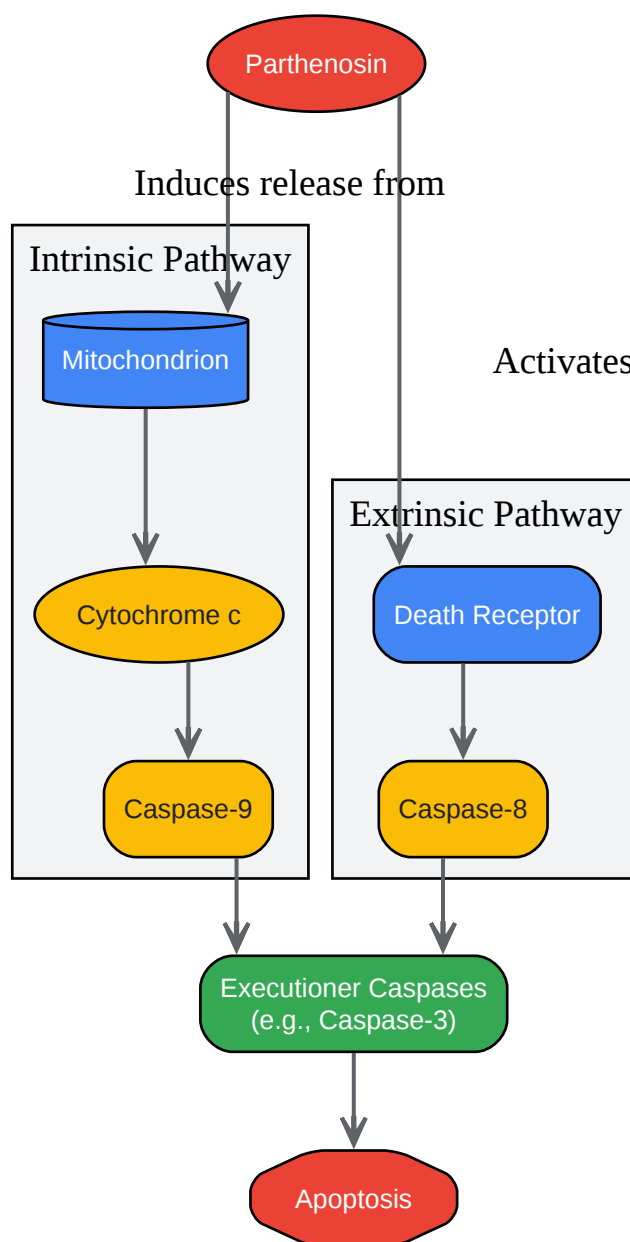 Parthenosin
Induces release from
Intrinsic Pathway
Mitochondrion
Activates
Extrinsic Pathway
Cytochrome c
Death Receptor
Caspase-9
Caspase-8
Executioner Caspases
(e.g., Caspase-3)
Apoptosis